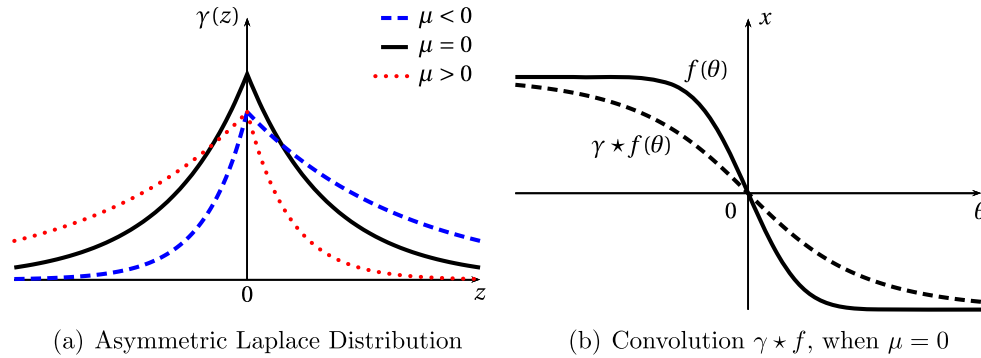 γ(z)
μ < 0
μ = 0
μ > 0
0
z
(a) Asymmetric Laplace Distribution
x
f(θ)
γ ⋆ f(θ)
0
θ
(b) Convolution γ ⋆ f, when μ = 0